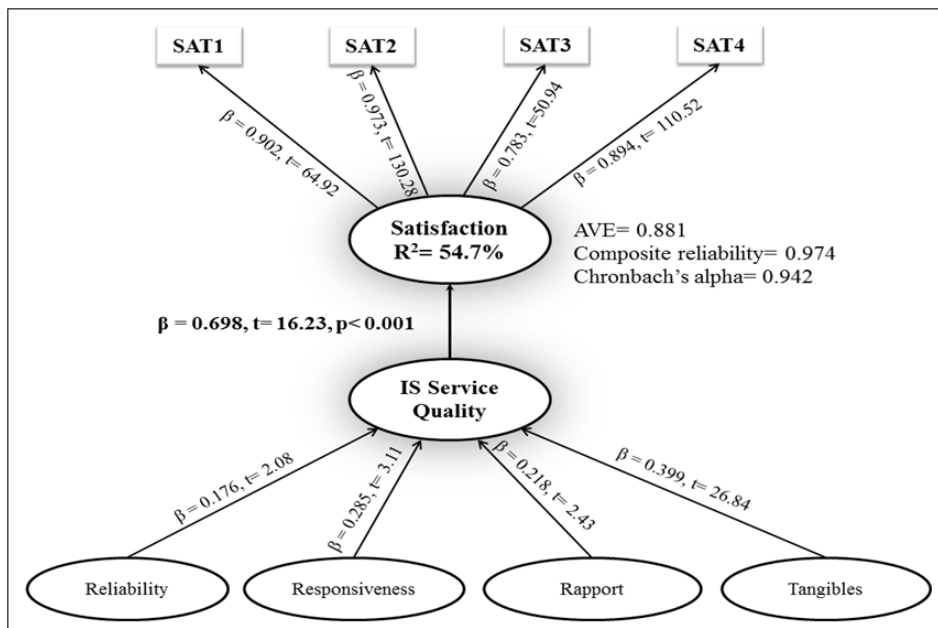 SAT1
SAT2
SAT3
SAT4
β = 0.902, t= 64.92
β = 0.973, t= 130.28
β = 0.783, t=50.94
β = 0.894, t= 110.52
Satisfaction
R²= 54.7%
AVE= 0.881
Composite reliability= 0.974
Chronbach’s alpha= 0.942
β = 0.698, t= 16.23, p< 0.001
IS Service
Quality
β = 0.176, t= 2.08
β = 0.285, t= 3.11
β = 0.218, t= 2.43
β = 0.399, t= 26.84
Reliability
Responsiveness
Rapport
Tangibles